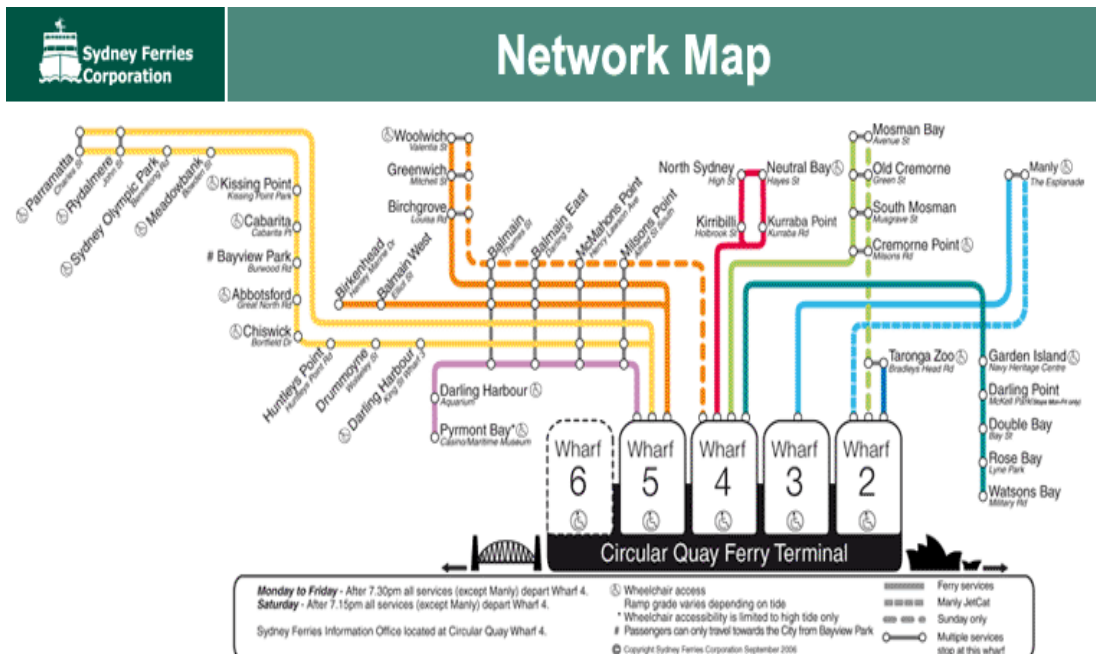 Sydney Ferries
Corporation
Network Map
Parramatta
Charles St
Rydalmere
John St
Sydney Olympic Park
Bennelong Rd
Meadowbank
Bowden St
Kissing Point
Kissing Point Park
Cabarita
Cabarita Pt
# Bayview Park
Burwood Rd
Abbotsford
Great North Rd
Chiswick
Bortfield Dr
Huntleys Point
Huntleys Point Rd
Drummoyne
Wolseley St
Darling Harbour
King St Wharf 3
Woolwich
Valentia St
Greenwich
Mitchell St
Birchgrove
Louisa Rd
Birkenhead
Henley Marine Dr
Balmain West
Elliot St
Balmain
Thames St
Balmain East
Darling St
McMahons Point
Henry Lawson Ave
Milsons Point
Alfred St South
Darling Harbour
Aquarium
Pyrmont Bay*
Casino/Maritime Museum
North Sydney
High St
Neutral Bay
Hayes St
Kirribilli
Holbrook St
Kurraba Point
Kurraba Rd
Mosman Bay
Avenue St
Old Cremorne
Green St
South Mosman
Musgrave St
Cremorne Point
Milsons Rd
Manly
The Esplanade
Taronga Zoo
Bradleys Head Rd
Garden Island
Navy Heritage Centre
Darling Point
McKell Park
Double Bay
Bay St
Rose Bay
Lyne Park
Watsons Bay
Military Rd
Wharf
6
Wharf
5
Wharf
4
Wharf
3
Wharf
2
Circular Quay Ferry Terminal
Monday to Friday - After 7.30pm all services (except Manly) depart Wharf 4.
Saturday - After 7.15pm all services (except Manly) depart Wharf 4.
Sydney Ferries Information Office located at Circular Quay Wharf 4.
Wheelchair access
Ramp grade varies depending on tide
* Wheelchair accessibility is limited to high tide only
# Passengers can only travel towards the City from Bayview Park
© Copyright Sydney Ferries Corporation September 2006
Ferry services
Manly JetCat
Sunday only
Multiple services
stop at this wharf